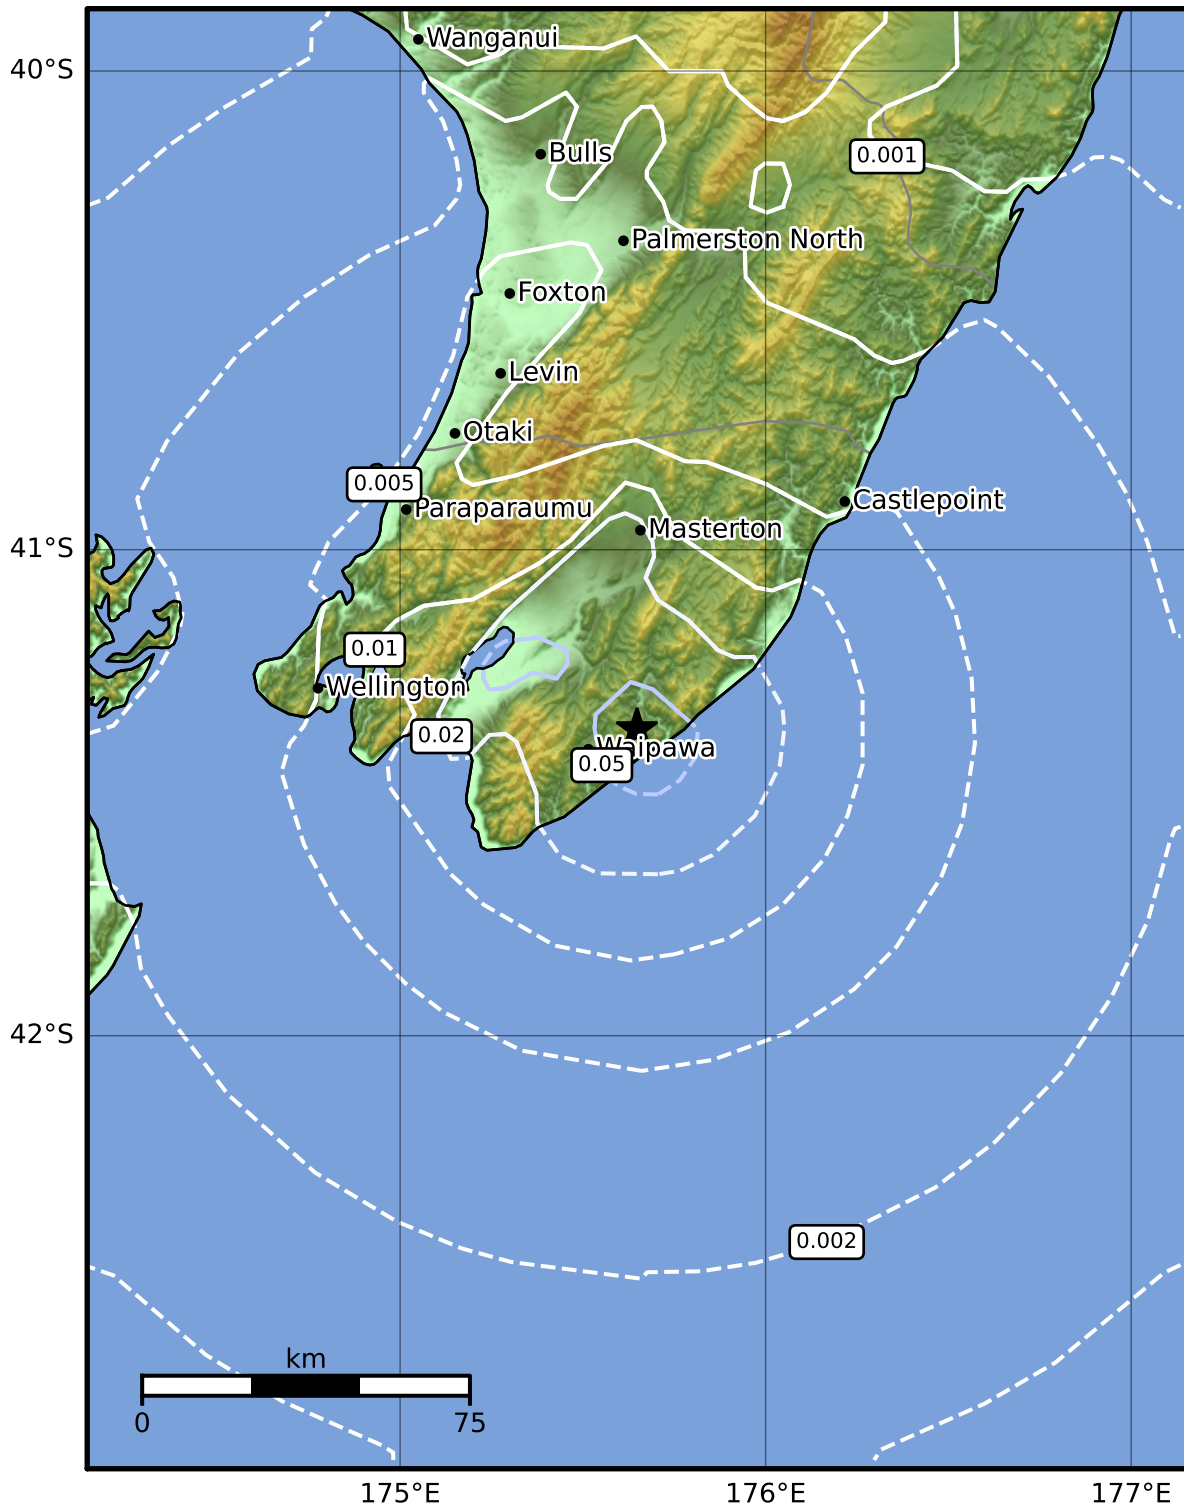 Wanganui
40°S
Bulls
0.001
Palmerston North
Foxton
Levin
Otaki
0.005
Paraparaumu
Castlepoint
Masterton
41°S
0.01
Wellington
0.02
Waipawa
0.05
42°S
0.002
km
0
75
175°E
176°E
177°E